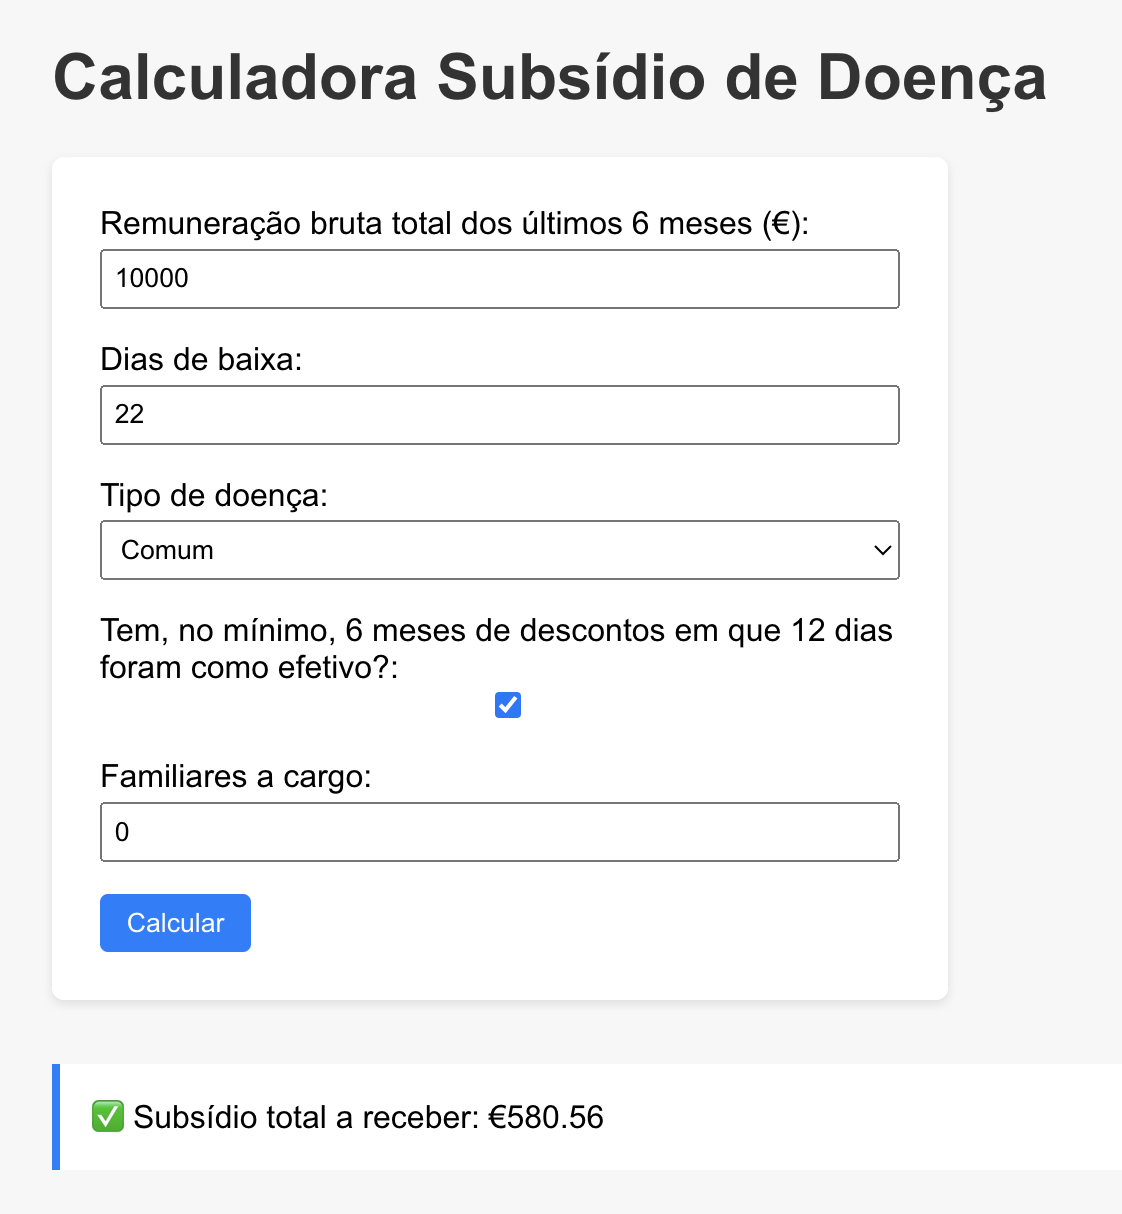 Calculadora Subsídio de Doença
Remuneração bruta total dos últimos 6 meses (€):
10000
Dias de baixa:
22
Tipo de doença:
Comum
Tem, no mínimo, 6 meses de descontos em que 12 dias
foram como efetivo?:
Familiares a cargo:
0
Calcular
✅ Subsídio total a receber: €580.56